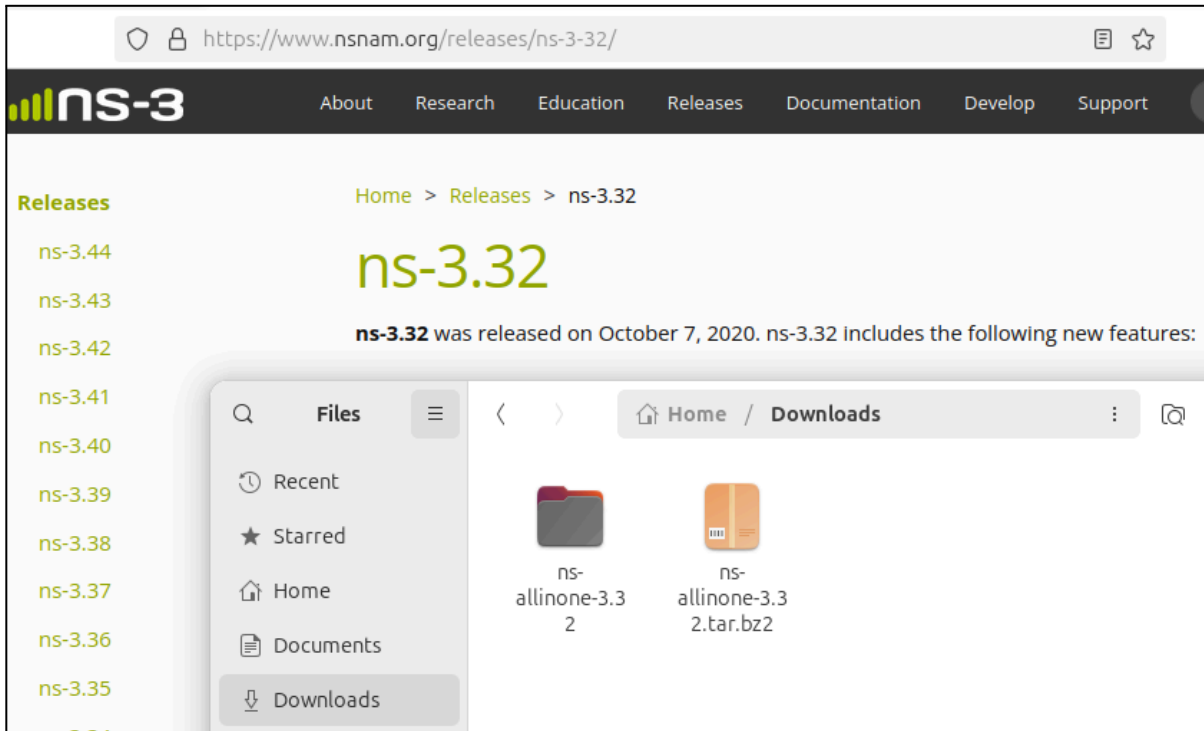 https://www.nsnam.org/releases/ns-3-32/
ns-3
About Research Education Releases Documentation Develop Support
Releases
ns-3.44
ns-3.43
ns-3.42
ns-3.41
ns-3.40
ns-3.39
ns-3.38
ns-3.37
ns-3.36
ns-3.35
Home > Releases > ns-3.32
ns-3.32
ns-3.32 was released on October 7, 2020. ns-3.32 includes the following new features:
Files
Home / Downloads
Recent
Starred
Home
Documents
Downloads
ns-
allinone-3.3
2
ns-
allinone-3.3
2.tar.bz2